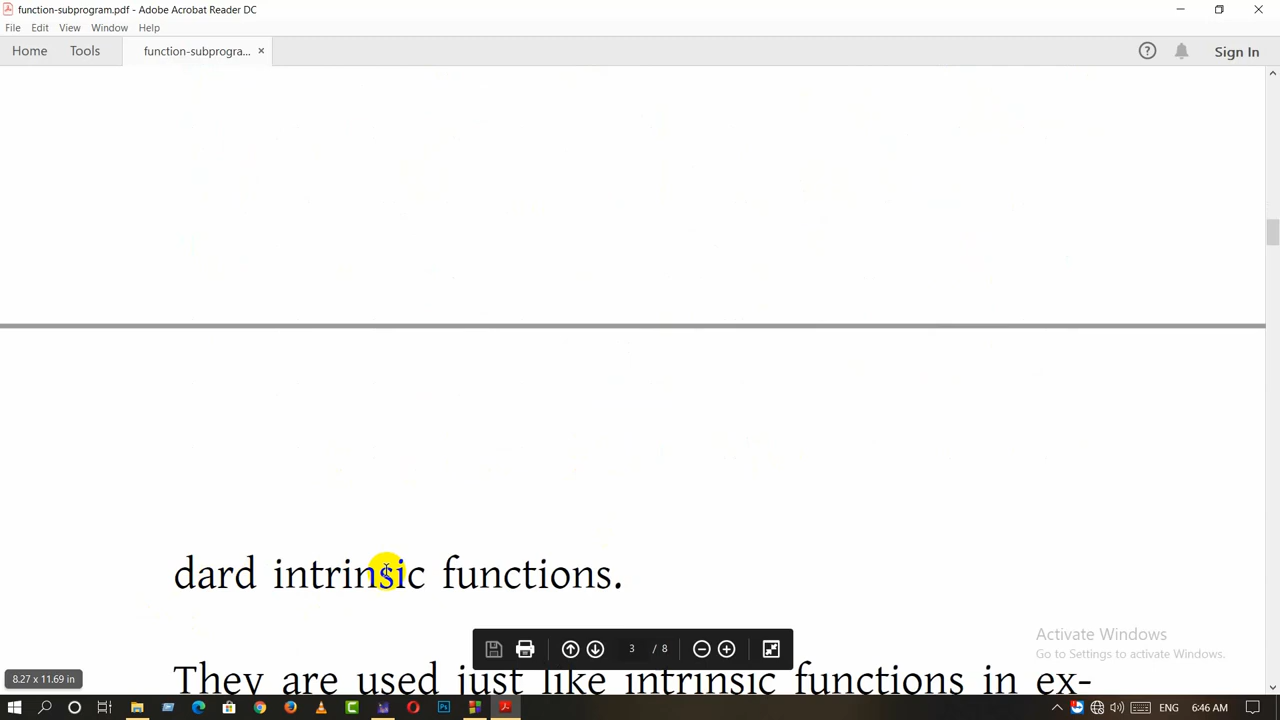 function-subprogram.pdf - Adobe Acrobat Reader DC
File Edit View Window Help
Home Tools function-subprogra... × Sign In
dard intrinsic functions.
3 / 8
Activate Windows
Go to Settings to activate Windows.
8.27 x 11.69 in
They are used just like intrinsic functions in ex-
ENG 6:46 AM